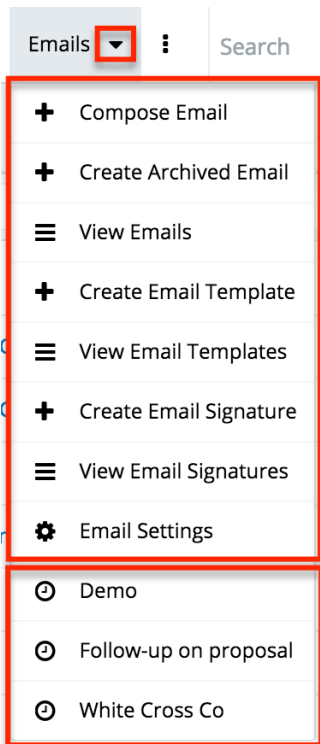 Emails Search
Compose Email
Create Archived Email
View Emails
Create Email Template
View Email Templates
Create Email Signature
View Email Signatures
Email Settings
Demo
Follow-up on proposal
White Cross Co